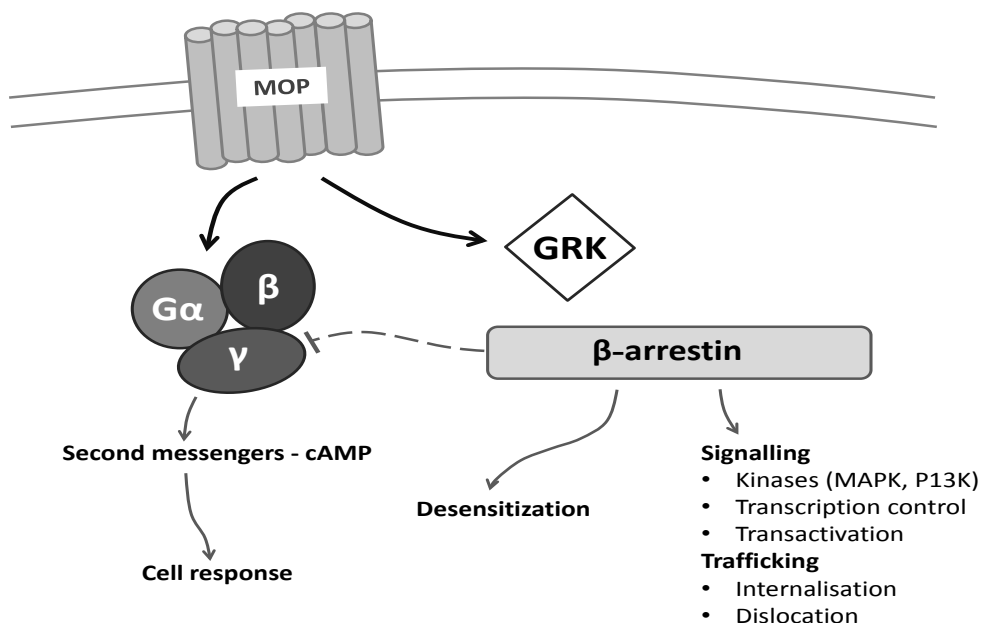 MOP
GRK
β
Gα
γ
β-arrestin
Second messengers - cAMP
Cell response
Desensitization
Signalling
• Kinases (MAPK, P13K)
• Transcription control
• Transactivation
Trafficking
• Internalisation
• Dislocation